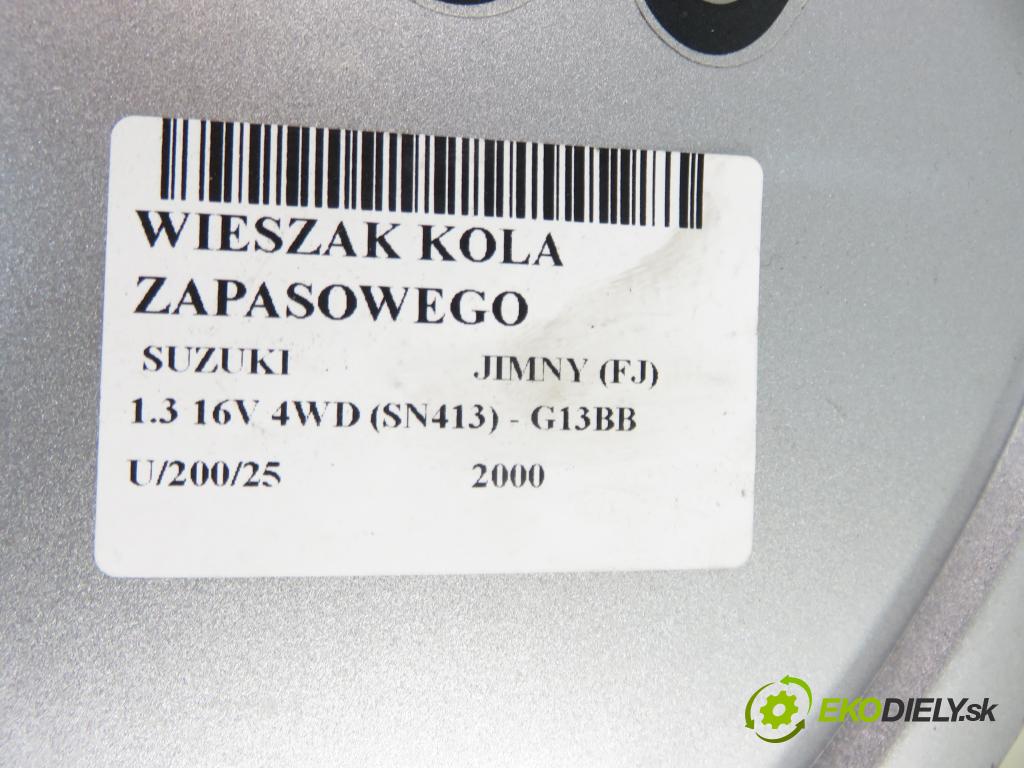 WIESZAK KOLA
ZAPASOWEGO
SUZUKI JIMNY (FJ)
1.3 16V 4WD (SN413) - G13BB
U/200/25 2000
EKODIELY.sk